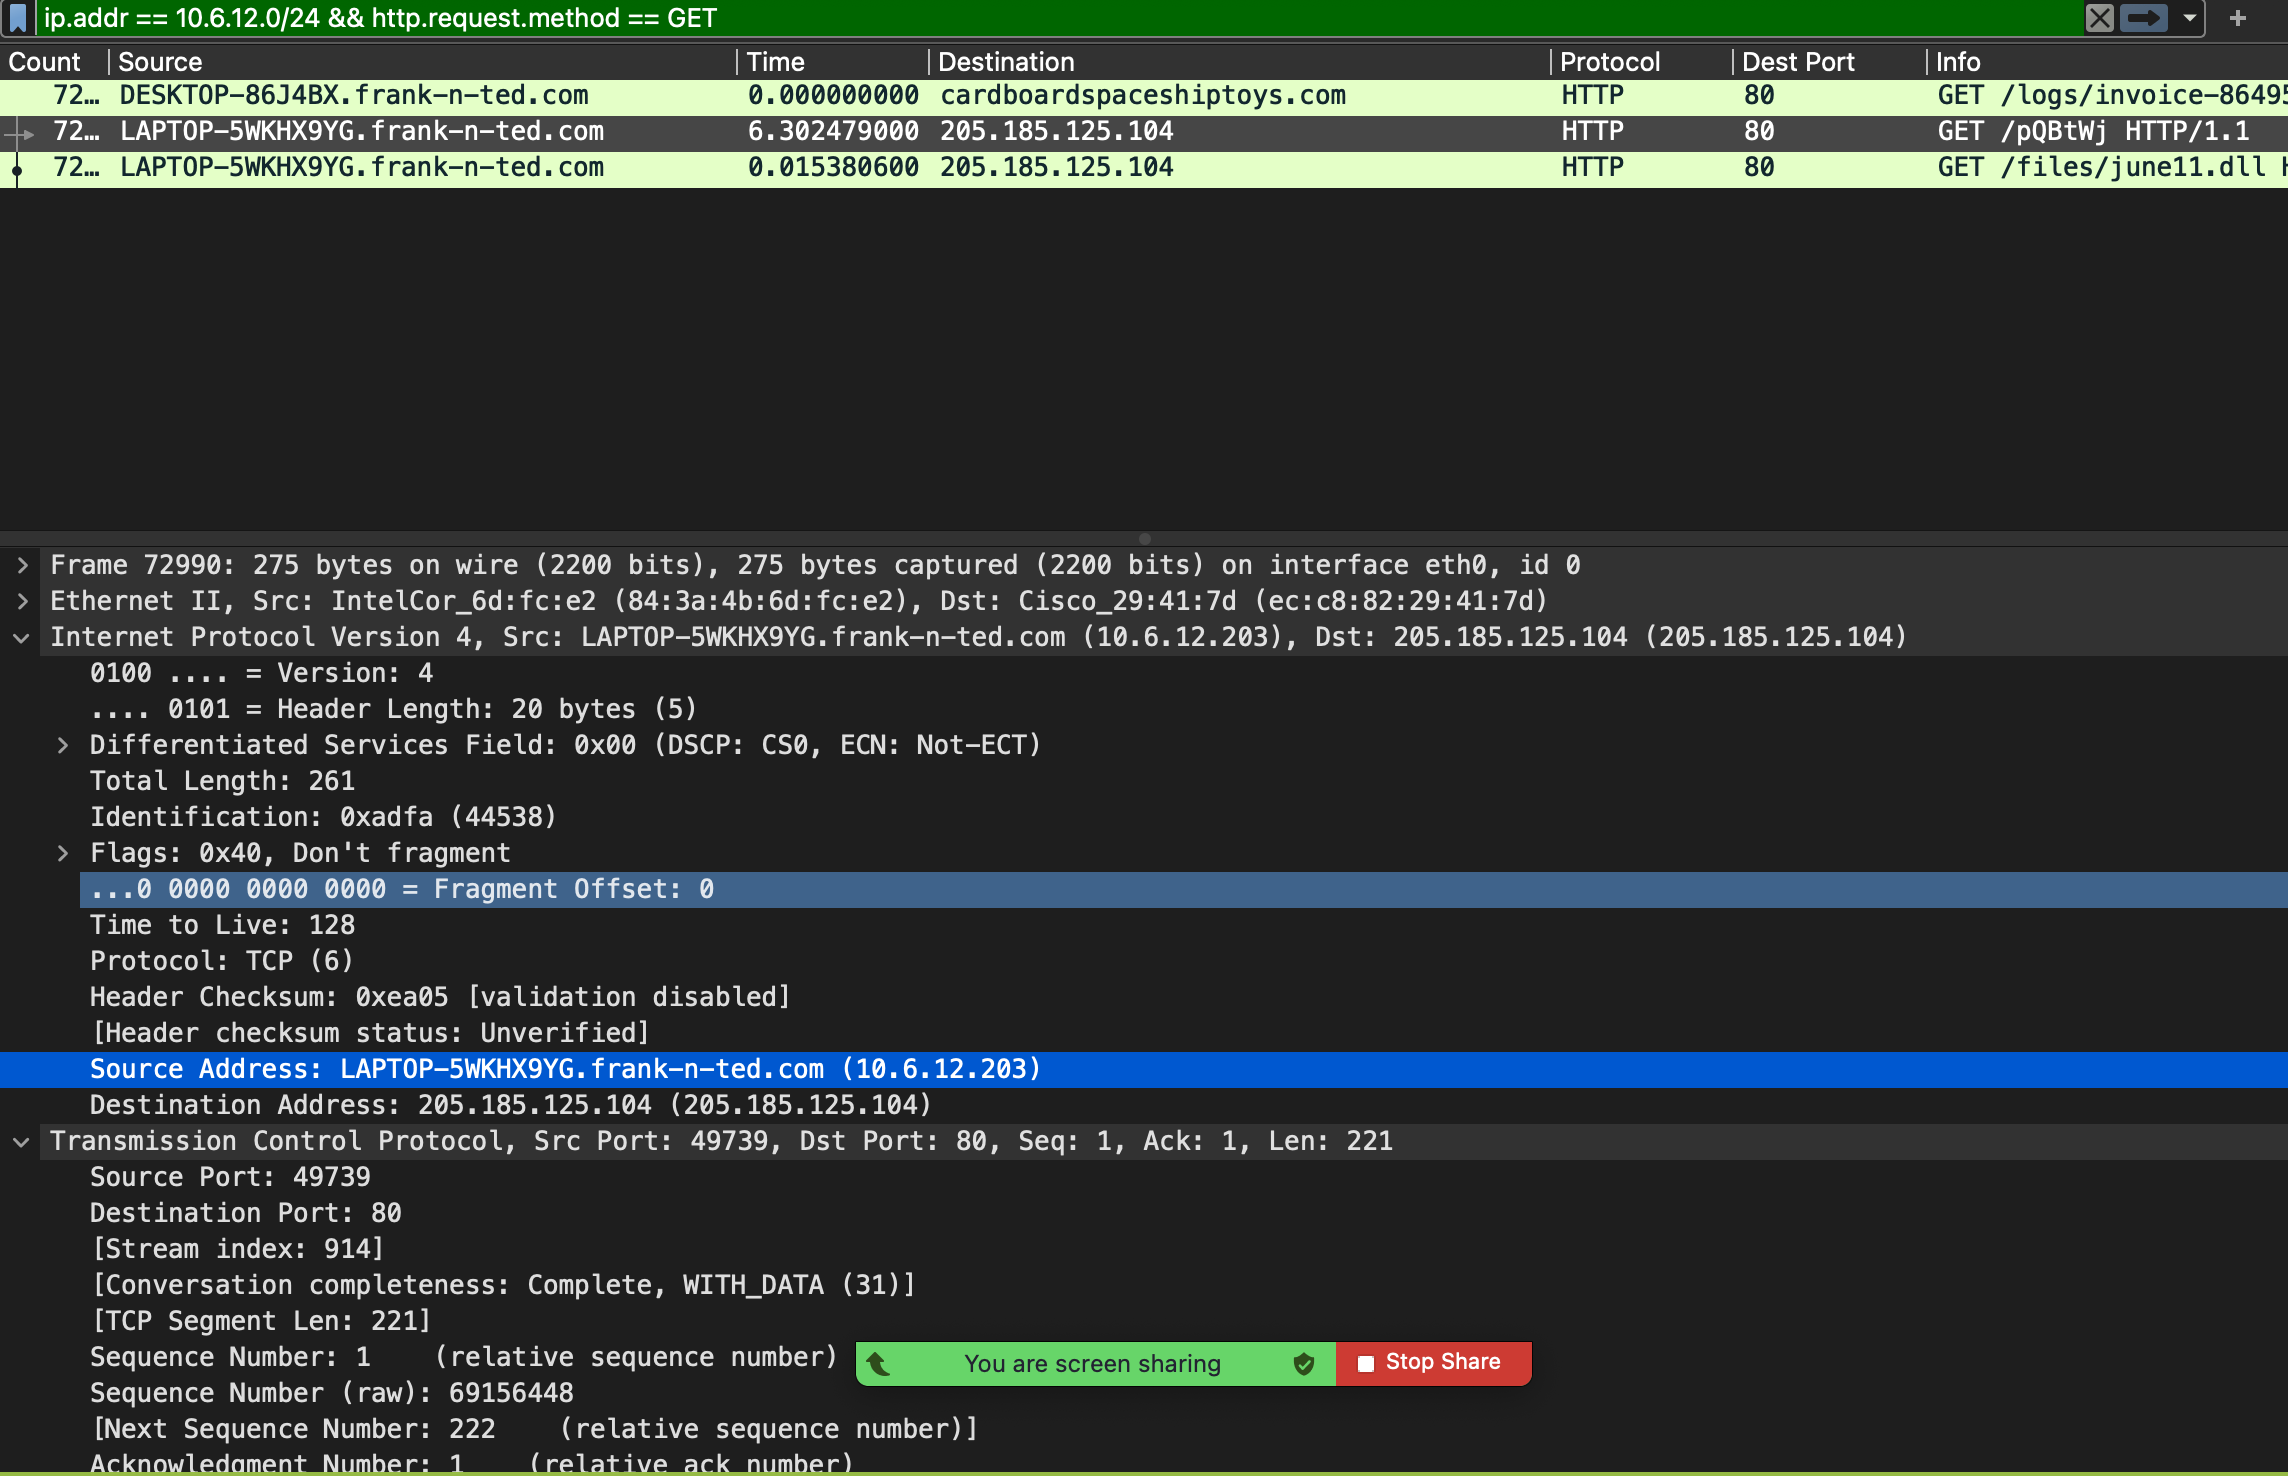 ip.addr == 10.6.12.0/24 && http.request.method == GET
Count Source Time Destination Protocol Dest Port Info
72… DESKTOP-86J4BX.frank-n-ted.com 0.000000000 cardboardspaceshiptoys.com HTTP 80 GET /logs/invoice-86495
72… LAPTOP-5WKHX9YG.frank-n-ted.com 6.302479000 205.185.125.104 HTTP 80 GET /pQBtWj HTTP/1.1
72… LAPTOP-5WKHX9YG.frank-n-ted.com 0.015380600 205.185.125.104 HTTP 80 GET /files/june11.dll H
Frame 72990: 275 bytes on wire (2200 bits), 275 bytes captured (2200 bits) on interface eth0, id 0
Ethernet II, Src: IntelCor_6d:fc:e2 (84:3a:4b:6d:fc:e2), Dst: Cisco_29:41:7d (ec:c8:82:29:41:7d)
Internet Protocol Version 4, Src: LAPTOP-5WKHX9YG.frank-n-ted.com (10.6.12.203), Dst: 205.185.125.104 (205.185.125.104)
0100 .... = Version: 4
.... 0101 = Header Length: 20 bytes (5)
Differentiated Services Field: 0x00 (DSCP: CS0, ECN: Not-ECT)
Total Length: 261
Identification: 0xadfa (44538)
Flags: 0x40, Don't fragment
...0 0000 0000 0000 = Fragment Offset: 0
Time to Live: 128
Protocol: TCP (6)
Header Checksum: 0xea05 [validation disabled]
[Header checksum status: Unverified]
Source Address: LAPTOP-5WKHX9YG.frank-n-ted.com (10.6.12.203)
Destination Address: 205.185.125.104 (205.185.125.104)
Transmission Control Protocol, Src Port: 49739, Dst Port: 80, Seq: 1, Ack: 1, Len: 221
Source Port: 49739
Destination Port: 80
[Stream index: 914]
[Conversation completeness: Complete, WITH_DATA (31)]
[TCP Segment Len: 221]
Sequence Number: 1 (relative sequence number)
You are screen sharing Stop Share
Sequence Number (raw): 69156448
[Next Sequence Number: 222 (relative sequence number)]
Acknowledgment Number: 1 (relative ack number)